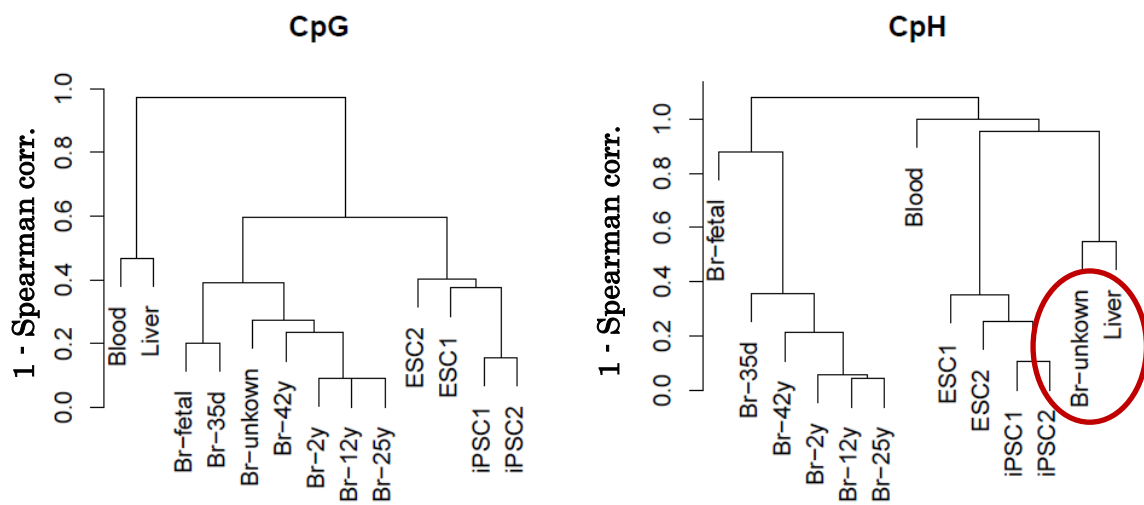 CpG
1 - Spearman corr.
0.0
0.2
0.4
0.6
0.8
1.0
Blood
Liver
Br-fetal
Br-35d
Br-unkown
Br-42y
Br-2y
Br-12y
Br-25y
ESC2
ESC1
iPSC1
iPSC2
CpH
1 - Spearman corr.
0.0
0.2
0.4
0.6
0.8
1.0
Br-fetal
Br-35d
Br-42y
Br-2y
Br-12y
Br-25y
Blood
ESC1
ESC2
iPSC1
iPSC2
Br-unkown
Liver